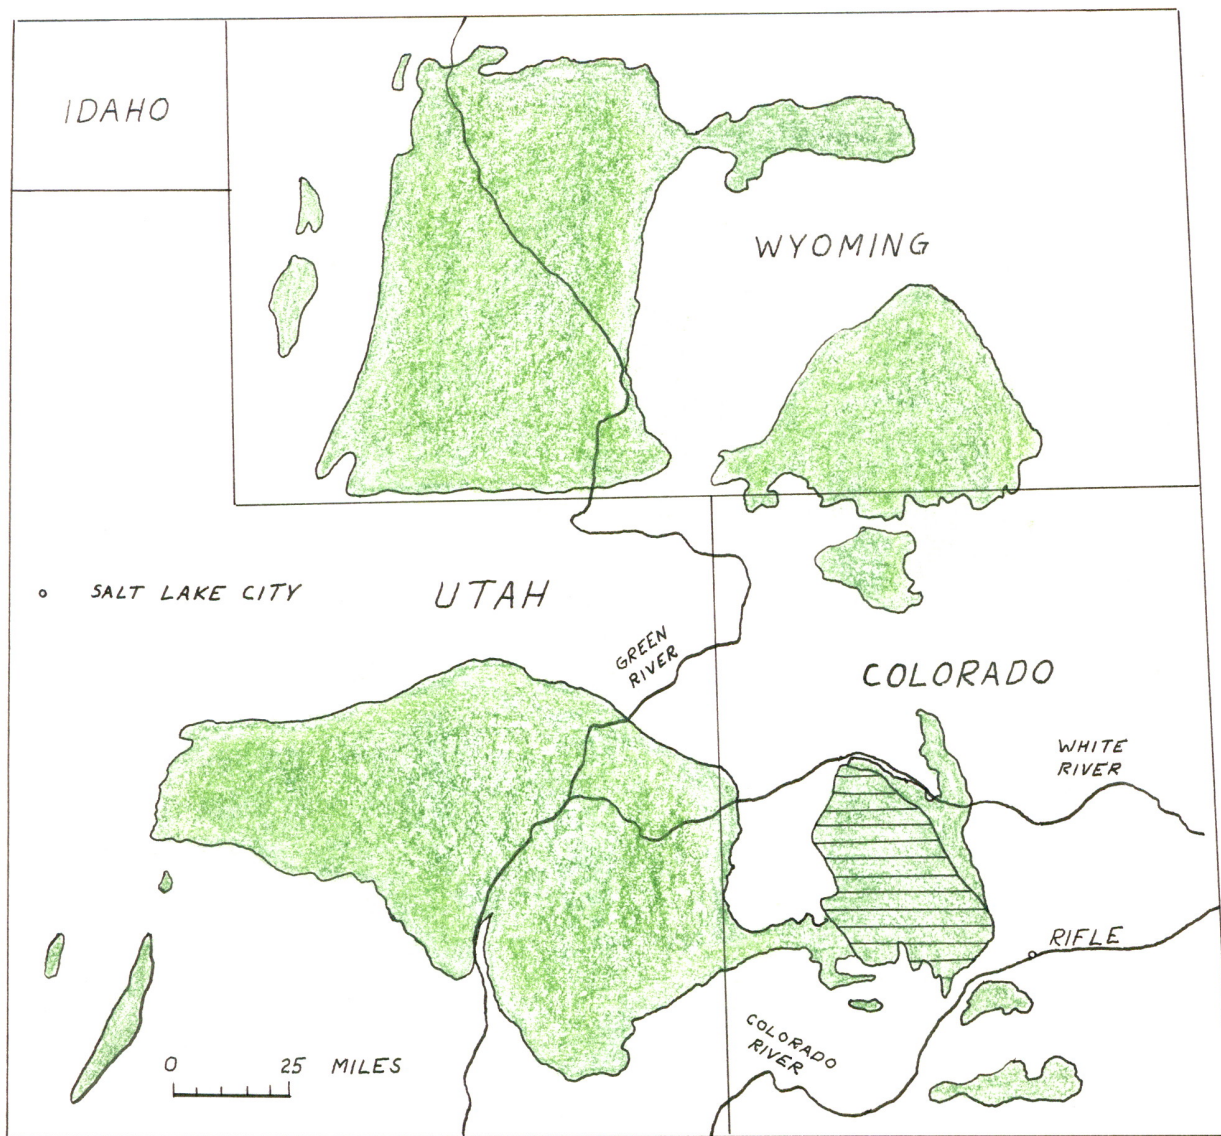 IDAHO
WYOMING
SALT LAKE CITY
UTAH
GREEN
RIVER
COLORADO
WHITE
RIVER
RIFLE
COLORADO
RIVER
0 25 MILES